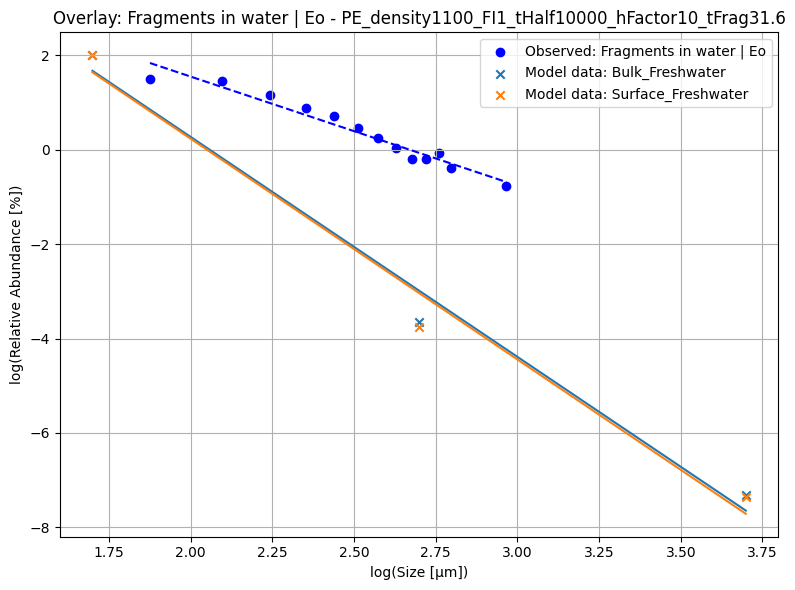 Overlay: Fragments in water | Eo - PE_density1100_FI1_tHalf10000_hFactor10_tFrag31.6
Observed: Fragments in water | Eo
Model data: Bulk_Freshwater
Model data: Surface_Freshwater
log(Relative Abundance [%])
2
0
−2
−4
−6
−8
1.75
2.00
2.25
2.50
2.75
3.00
3.25
3.50
3.75
log(Size [μm])